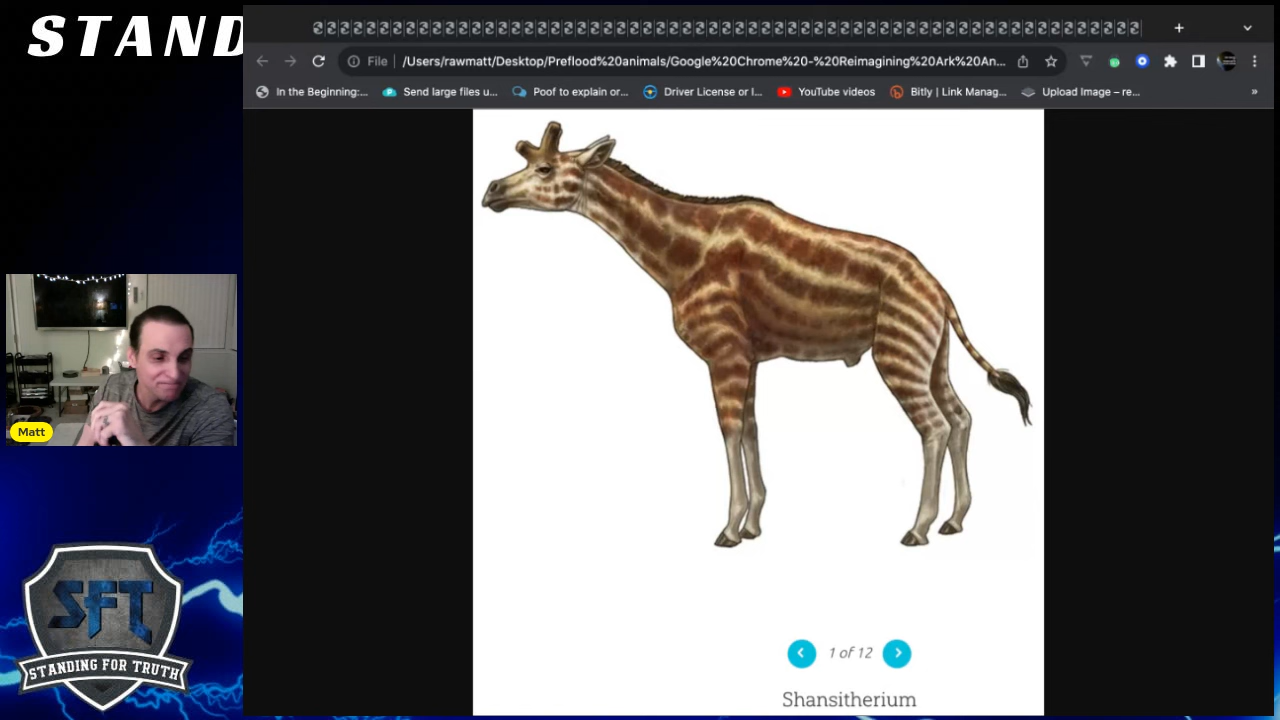 STAND
File
/Users/rawmatt/Desktop/Preflood%20animals/Google%20Chrome%20-%20Reimagining%20Ark%20An...
In the Beginning:...
Send large files u...
Poof to explain or...
Driver License or I...
YouTube videos
Bitly | Link Manag...
Upload Image – re...
»
Matt
SFT
STANDING FOR TRUTH
1 of 12
Shansitherium